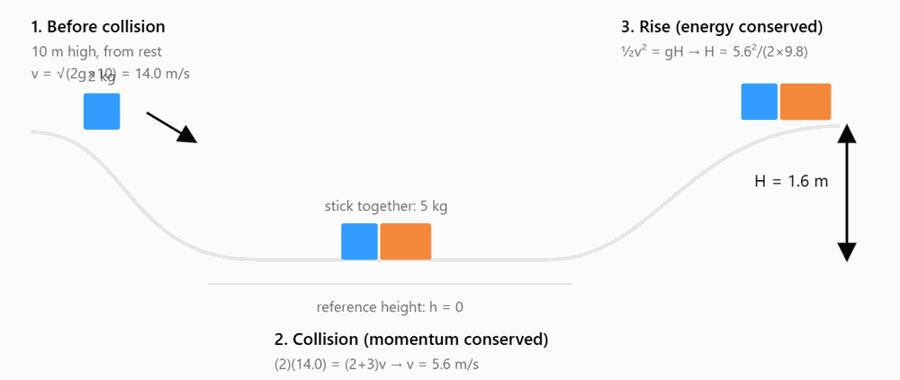 1. Before collision
10 m high, from rest
v = √(2g×10) = 14.0 m/s
2 kg
stick together: 5 kg
reference height: h = 0
2. Collision (momentum conserved)
(2)(14.0) = (2+3)v → v = 5.6 m/s
3. Rise (energy conserved)
½v² = gH → H = 5.6²/(2×9.8)
H = 1.6 m